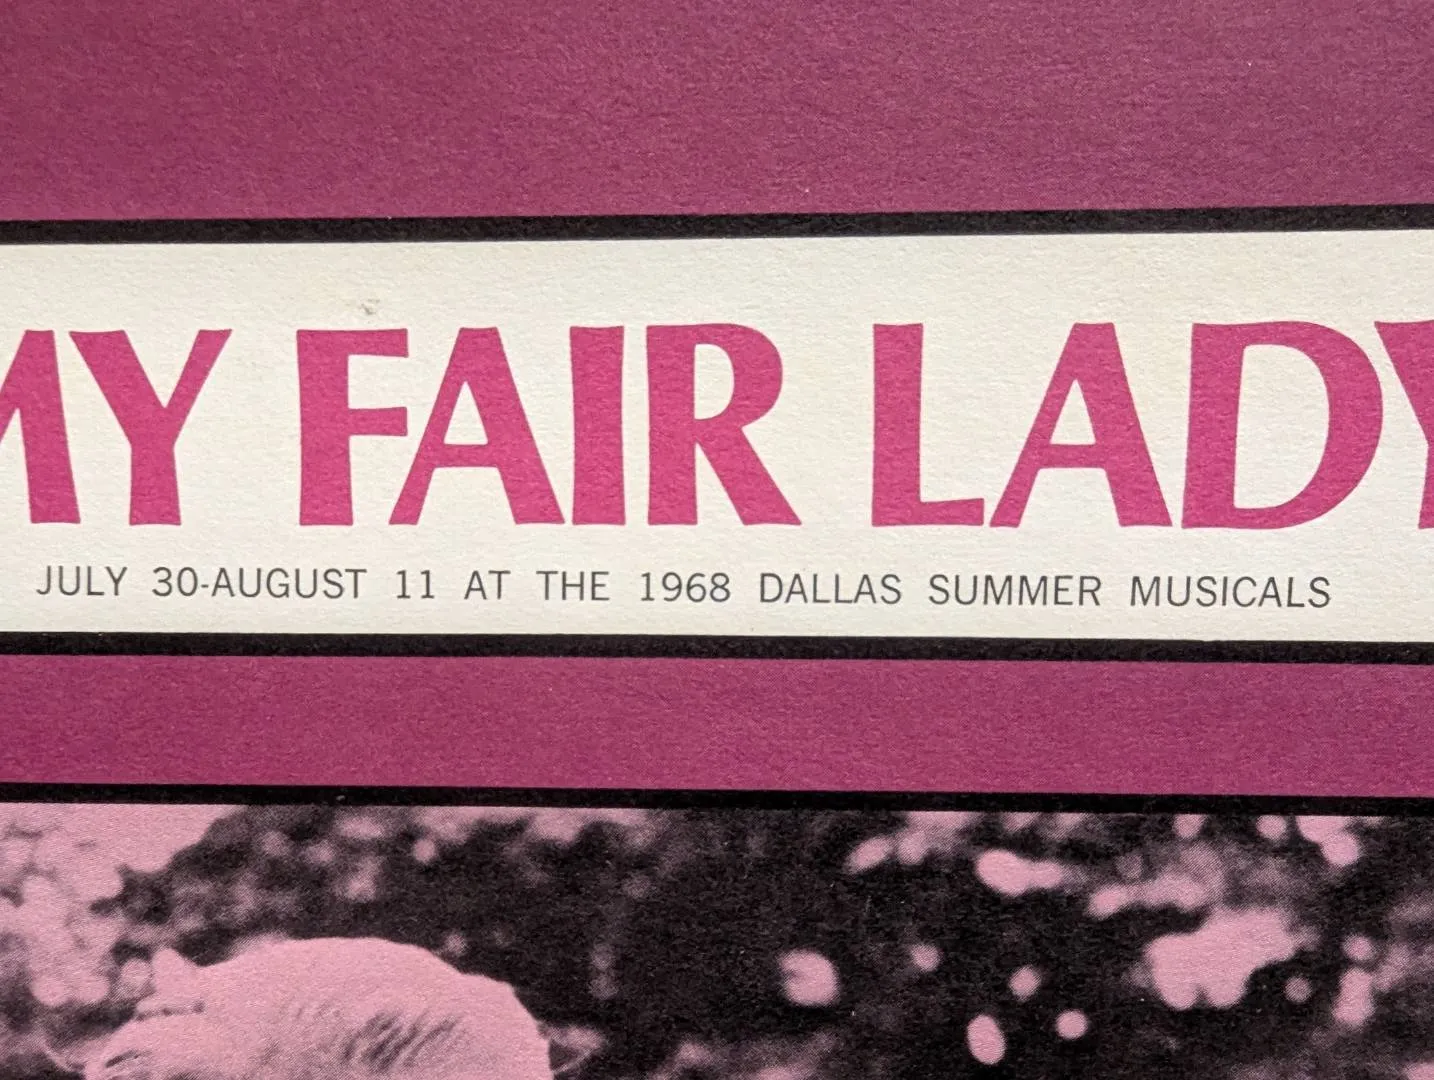 MY FAIR LADY
JULY 30-AUGUST 11 AT THE 1968 DALLAS SUMMER MUSICALS